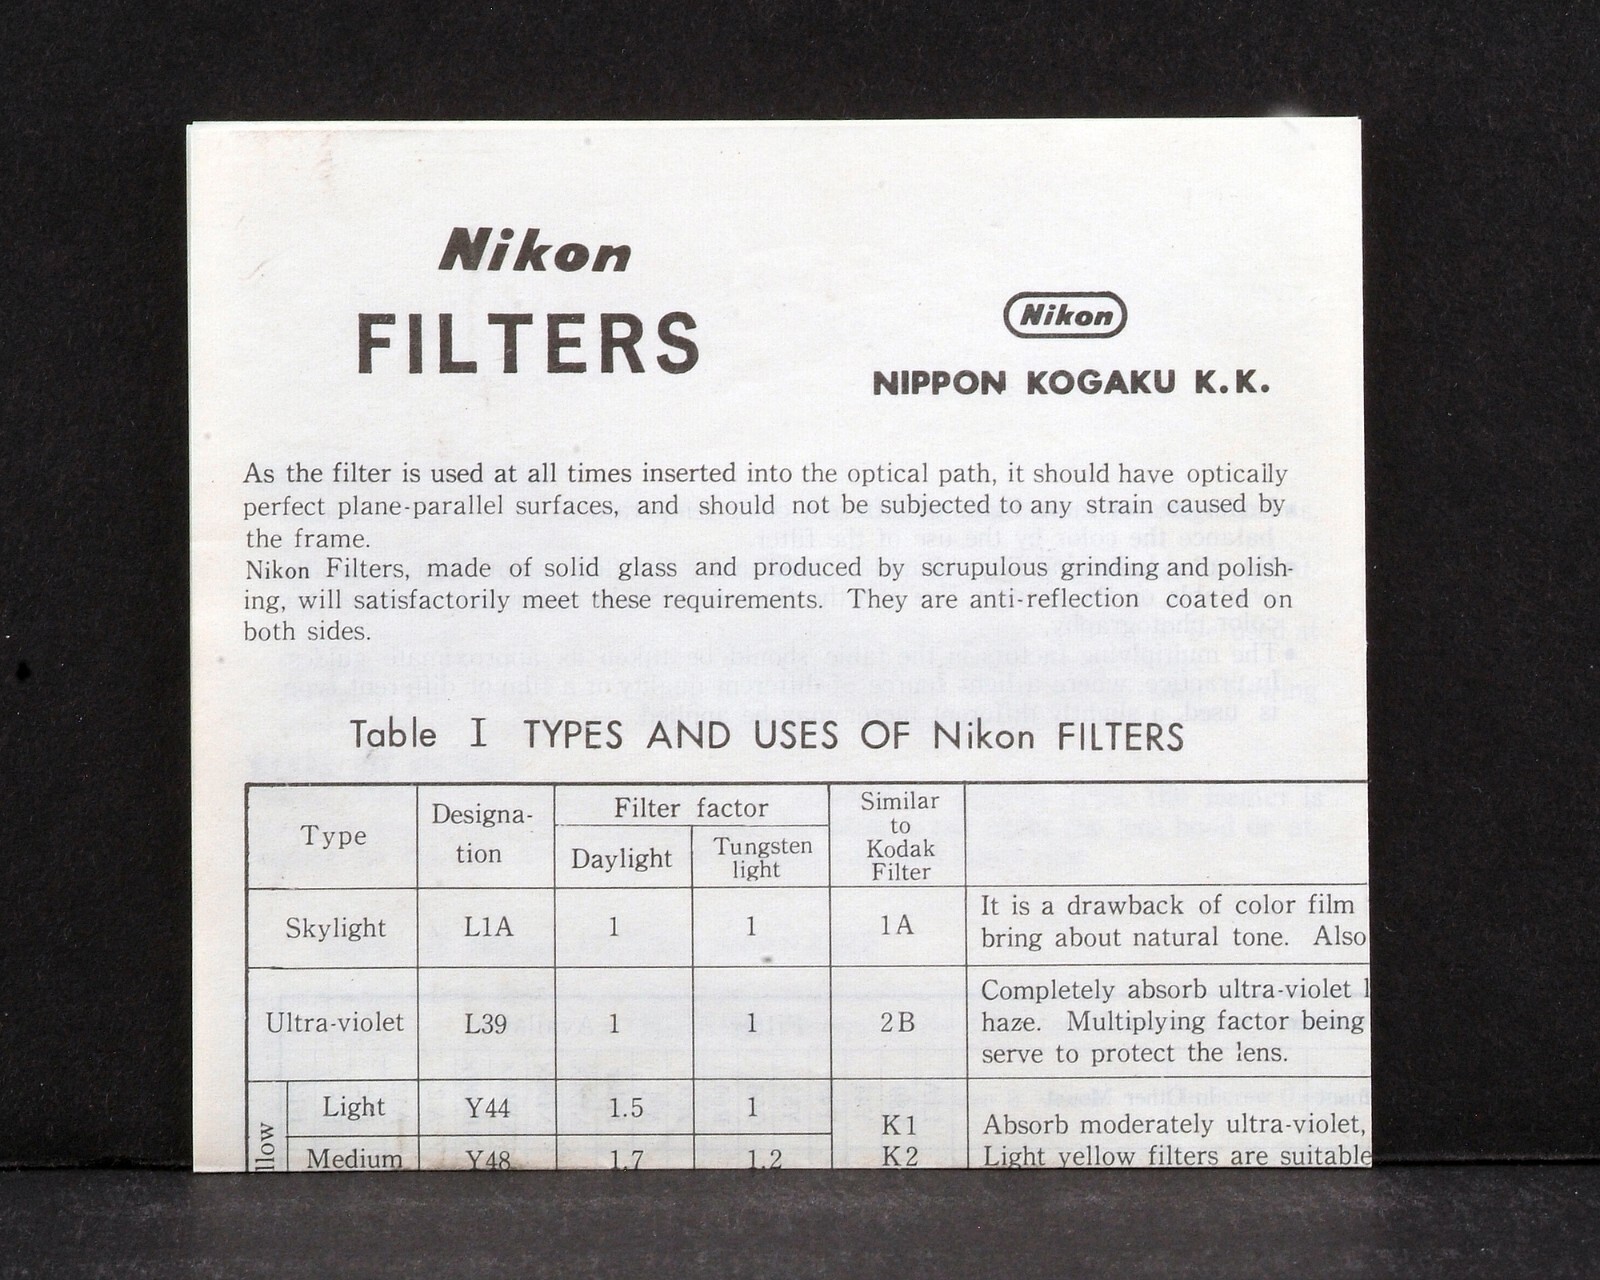 Nikon
FILTERS
Nikon
NIPPON KOGAKU K.K.
As the filter is used at all times inserted into the optical path, it should have optically
perfect plane-parallel surfaces, and should not be subjected to any strain caused by
the frame.
Nikon Filters, made of solid glass and produced by scrupulous grinding and polish-
ing, will satisfactorily meet these requirements. They are anti-reflection coated on
both sides.
Table I TYPES AND USES OF Nikon FILTERS
Type
Designa-
tion
Filter factor
Daylight
Tungsten
light
Similar
to
Kodak
Filter
Skylight L1A 1 1 1A
It is a drawback of color film
bring about natural tone. Also
Ultra-violet L39 1 1 2B
Completely absorb ultra-violet l
haze. Multiplying factor being
serve to protect the lens.
llow
Light Y44 1.5 1
Medium Y48 1.7 1.2
K1
K2
Absorb moderately ultra-violet,
Light yellow filters are suitable